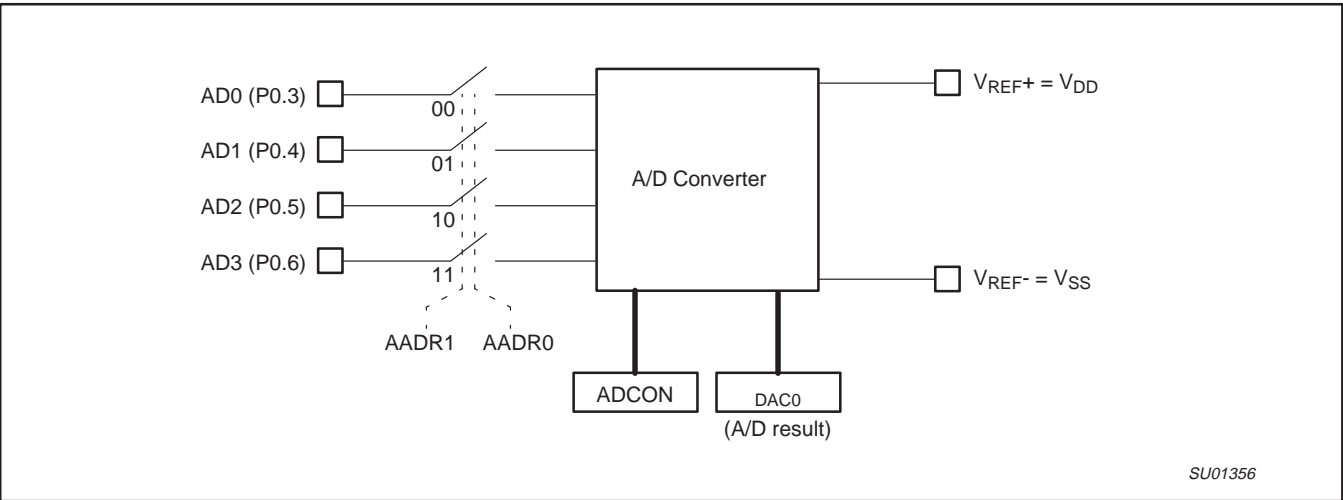 AD0 (P0.3)
00
AD1 (P0.4)
01
AD2 (P0.5)
10
AD3 (P0.6)
11
AADR1 AADR0
A/D Converter
VREF+ = VDD
VREF- = VSS
ADCON
DAC0
(A/D result)
SU01356